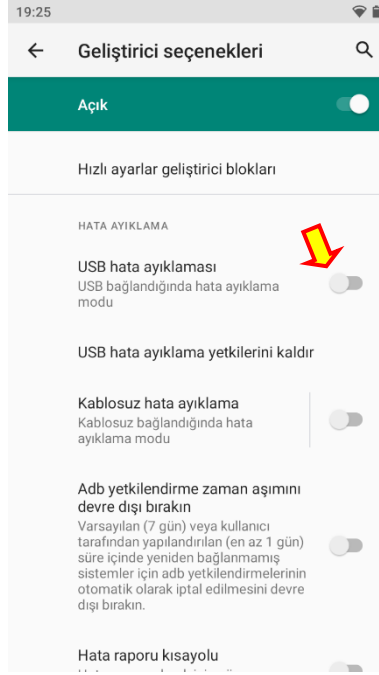 19:25
Geliştirici seçenekleri
Açık
Hızlı ayarlar geliştirici blokları
HATA AYIKLAMA
USB hata ayıklaması
USB bağlandığında hata ayıklama
modu
USB hata ayıklama yetkilerini kaldır
Kablosuz hata ayıklama
Kablosuz bağlandığında hata
ayıklama modu
Adb yetkilendirme zaman aşımını
devre dışı bırakın
Varsayılan (7 gün) veya kullanıcı
tarafından yapılandırılan (en az 1 gün)
süre içinde yeniden bağlanmamış
sistemler için adb yetkilendirmelerinin
otomatik olarak iptal edilmesini devre
dışı bırakın.
Hata raporu kısayolu